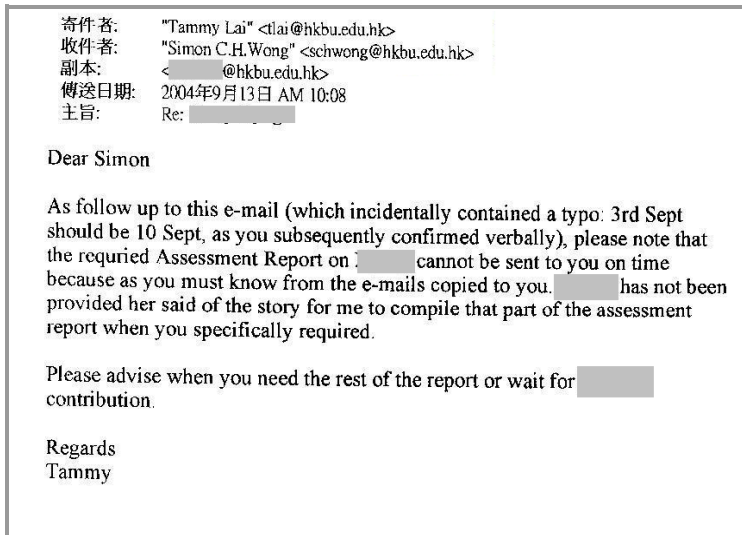 寄件者: "Tammy Lai" <tlai@hkbu.edu.hk>
收件者: "Simon C.H.Wong" <schwong@hkbu.edu.hk>
副本: < @hkbu.edu.hk>
傳送日期: 2004年9月13日 AM 10:08
主旨: Re:
Dear Simon
As follow up to this e-mail (which incidentally contained a typo: 3rd Sept
should be 10 Sept, as you subsequently confirmed verbally), please note that
the requried Assessment Report on cannot be sent to you on time
because as you must know from the e-mails copied to you. has not been
provided her said of the story for me to compile that part of the assessment
report when you specifically required.
Please advise when you need the rest of the report or wait for
contribution.
Regards
Tammy